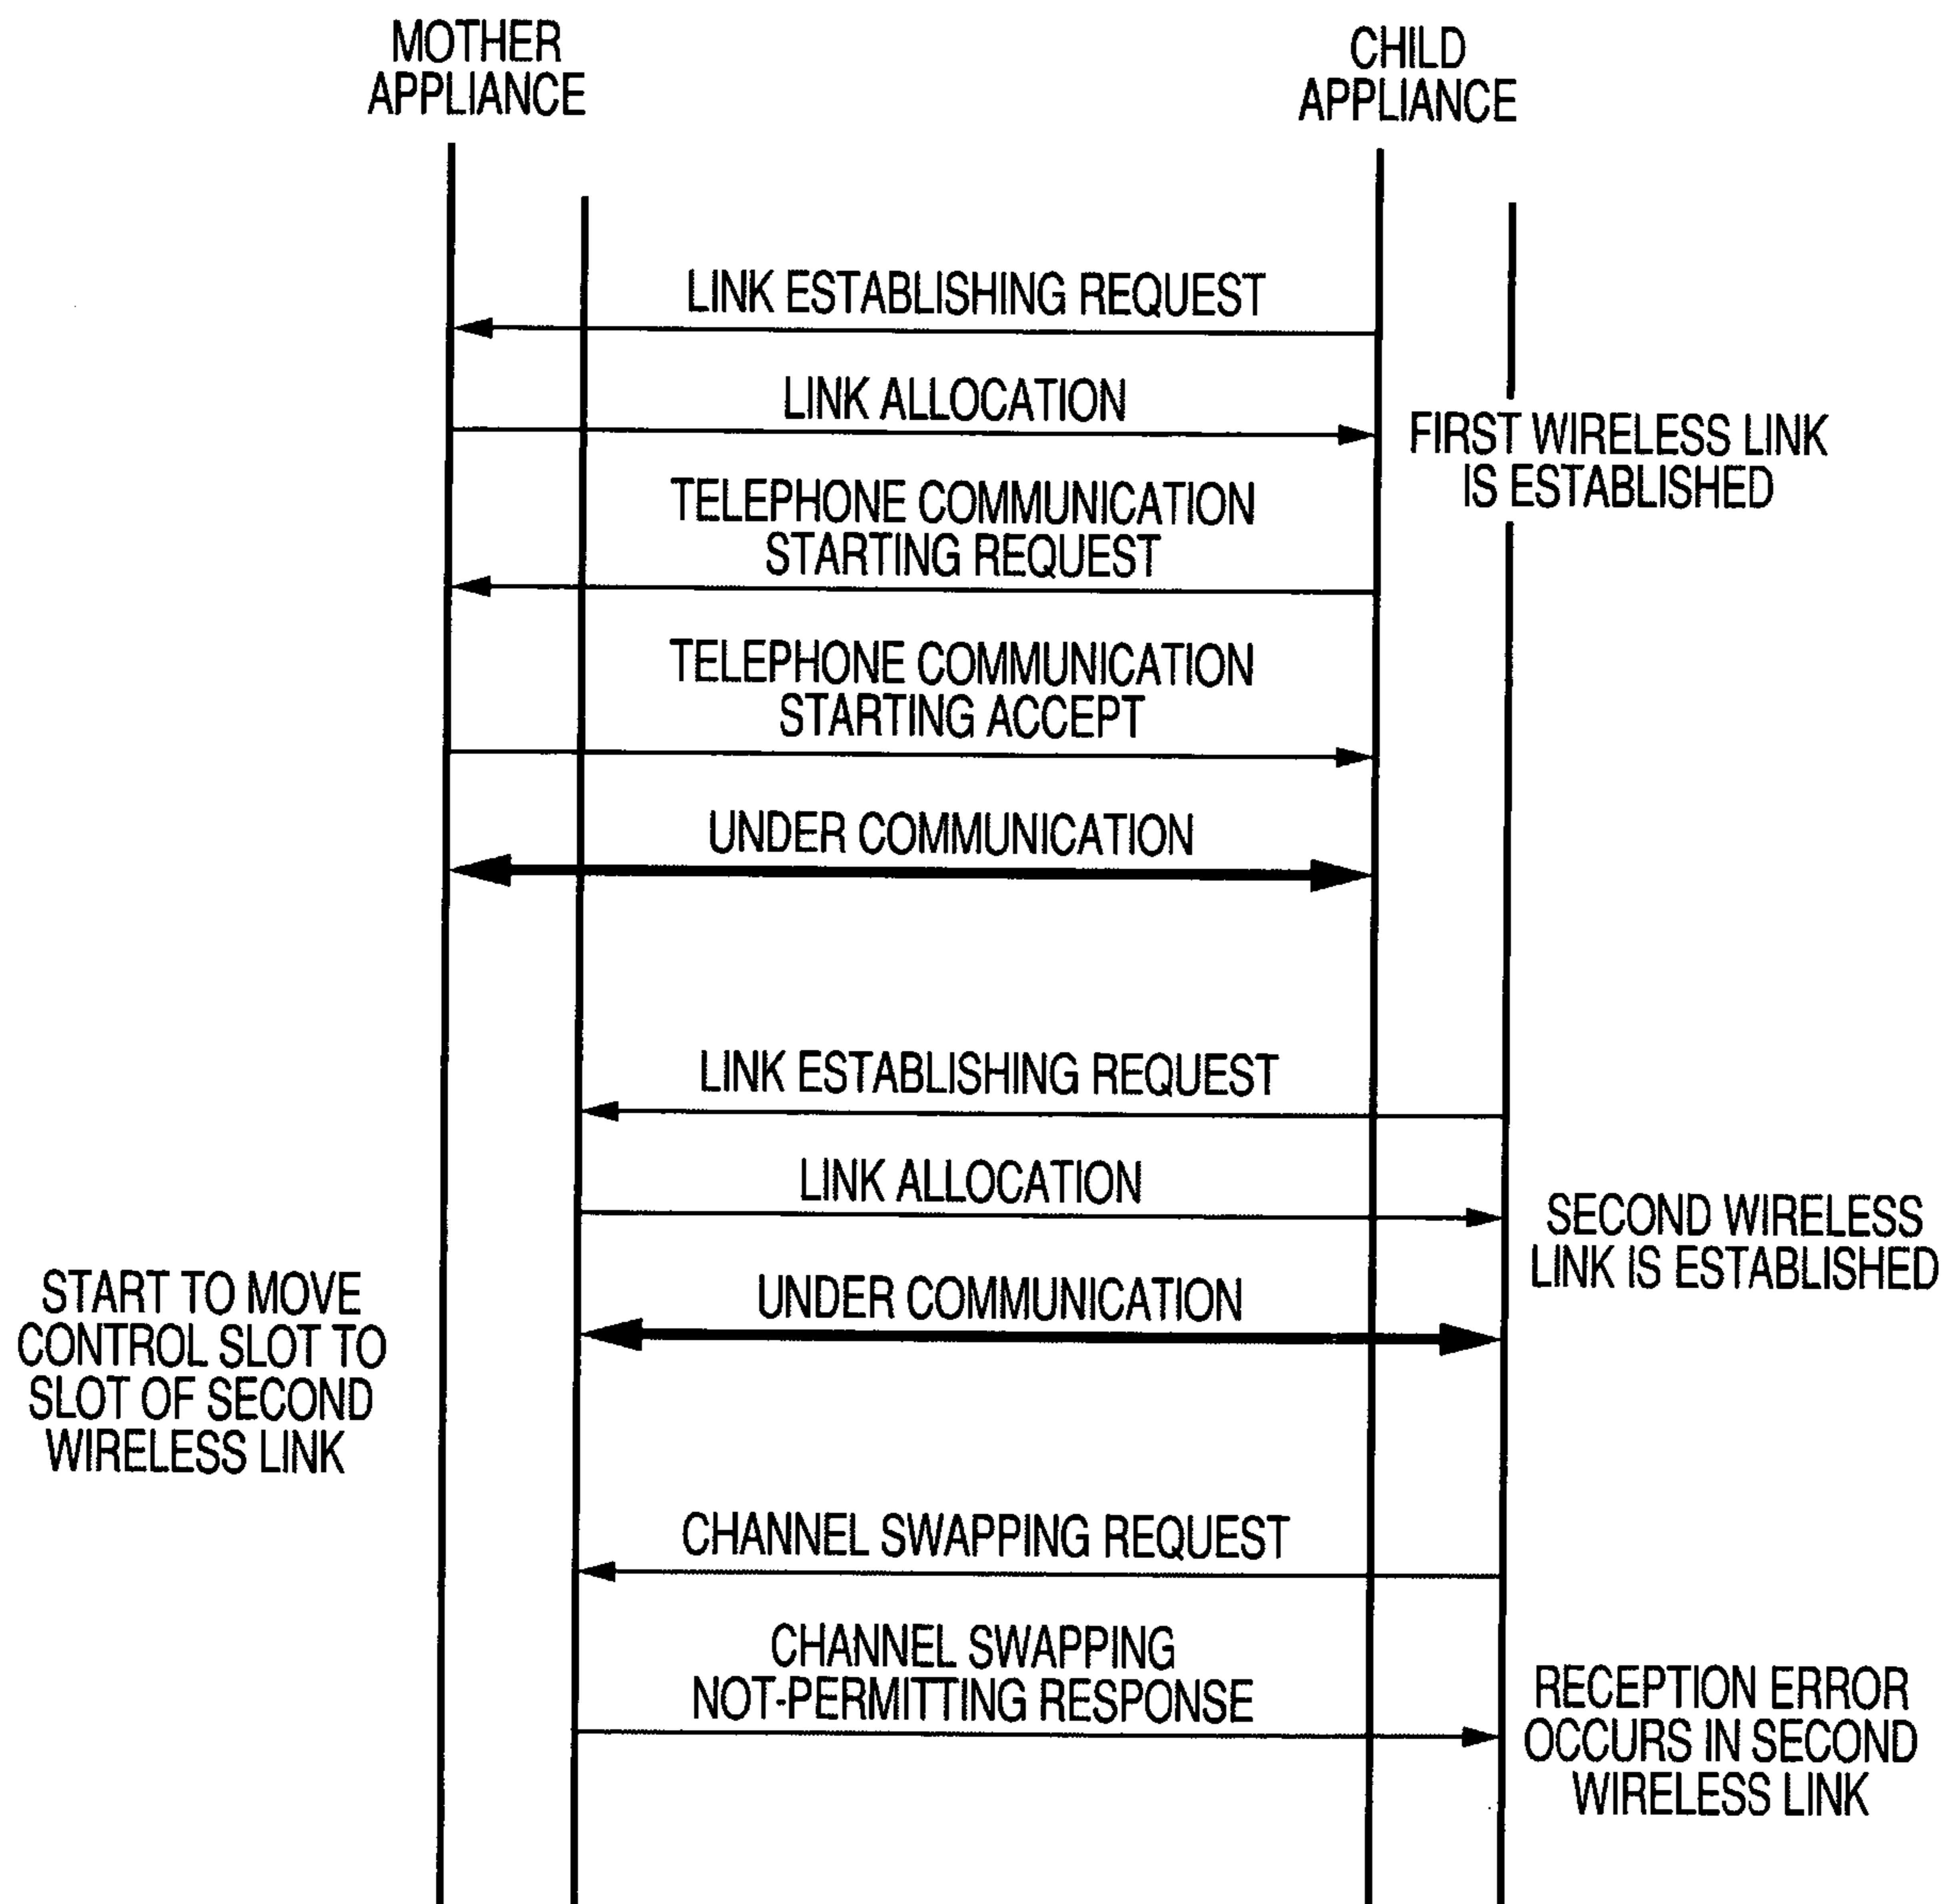 MOTHER
APPLIANCE
CHILD
APPLIANCE
LINK ESTABLISHING REQUEST
LINK ALLOCATION
FIRST WIRELESS LINK
IS ESTABLISHED
TELEPHONE COMMUNICATION
STARTING REQUEST
TELEPHONE COMMUNICATION
STARTING ACCEPT
UNDER COMMUNICATION
LINK ESTABLISHING REQUEST
LINK ALLOCATION
SECOND WIRELESS
LINK IS ESTABLISHED
START TO MOVE
CONTROL SLOT TO
SLOT OF SECOND
WIRELESS LINK
UNDER COMMUNICATION
CHANNEL SWAPPING REQUEST
CHANNEL SWAPPING
NOT-PERMITTING RESPONSE
RECEPTION ERROR
OCCURS IN SECOND
WIRELESS LINK